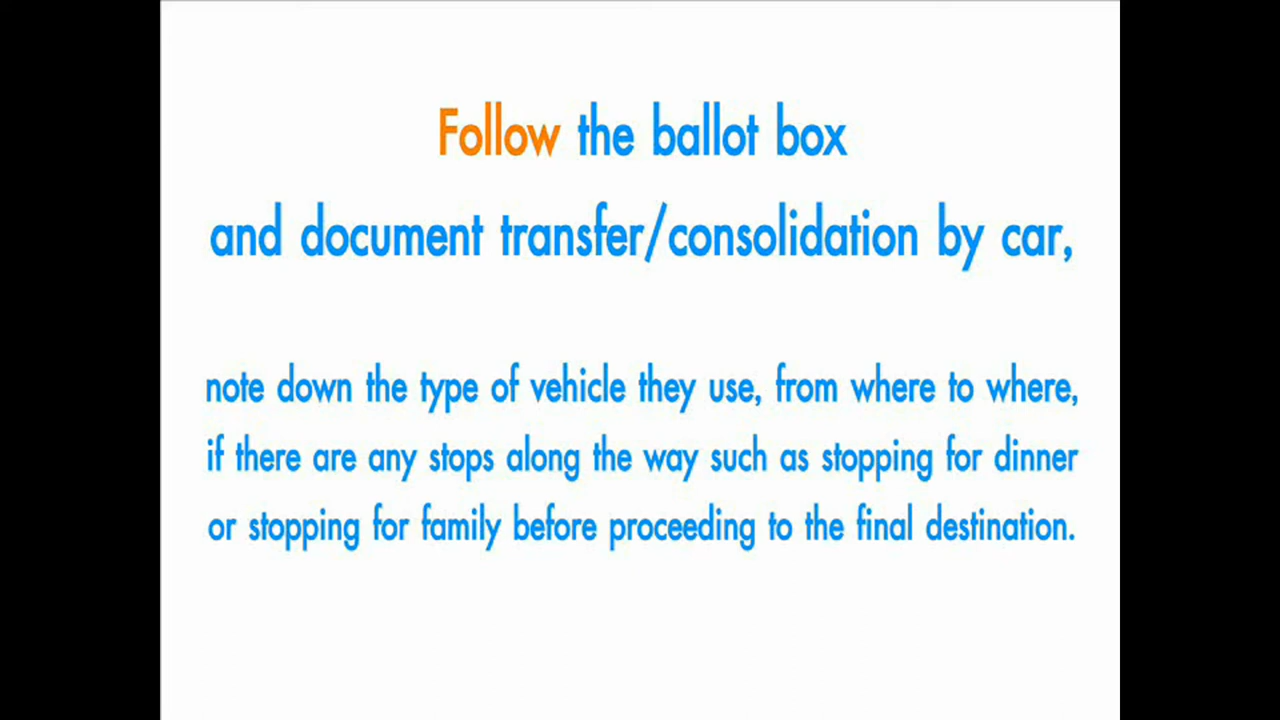 Follow the ballot box
and document transfer/consolidation by car,
note down the type of vehicle they use, from where to where,
if there are any stops along the way such as stopping for dinner
or stopping for family before proceeding to the final destination.